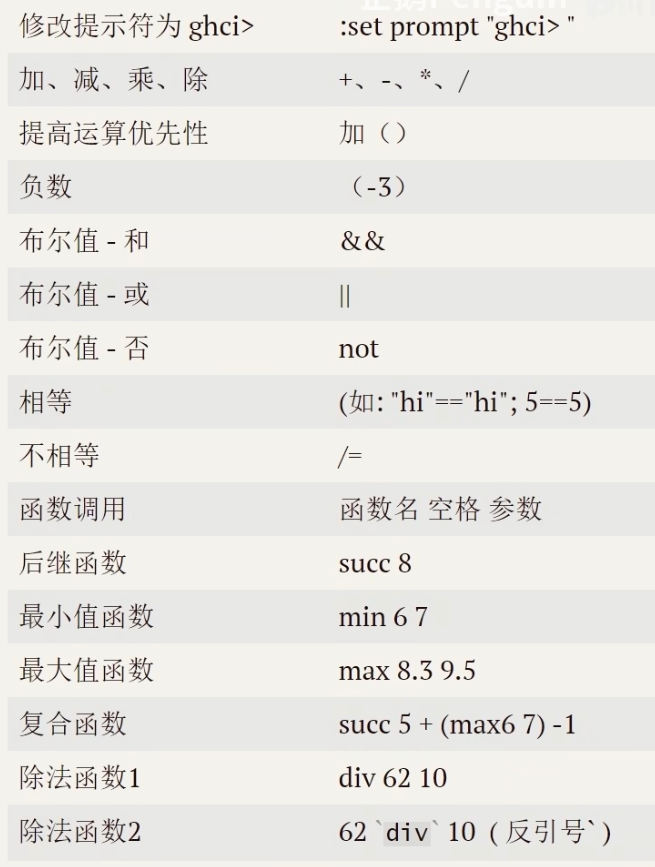 修改提示符为 ghci> :set prompt "ghci> "
加、减、乘、除 +、-、*、/
提高运算优先性 加（）
负数 （-3）
布尔值 - 和 &&
布尔值 - 或 ||
布尔值 - 否 not
相等 (如: "hi"=="hi"; 5==5)
不相等 /=
函数调用 函数名 空格 参数
后继函数 succ 8
最小值函数 min 6 7
最大值函数 max 8.3 9.5
复合函数 succ 5 + (max6 7) -1
除法函数1 div 62 10
除法函数2 62 `div` 10（反引号`）